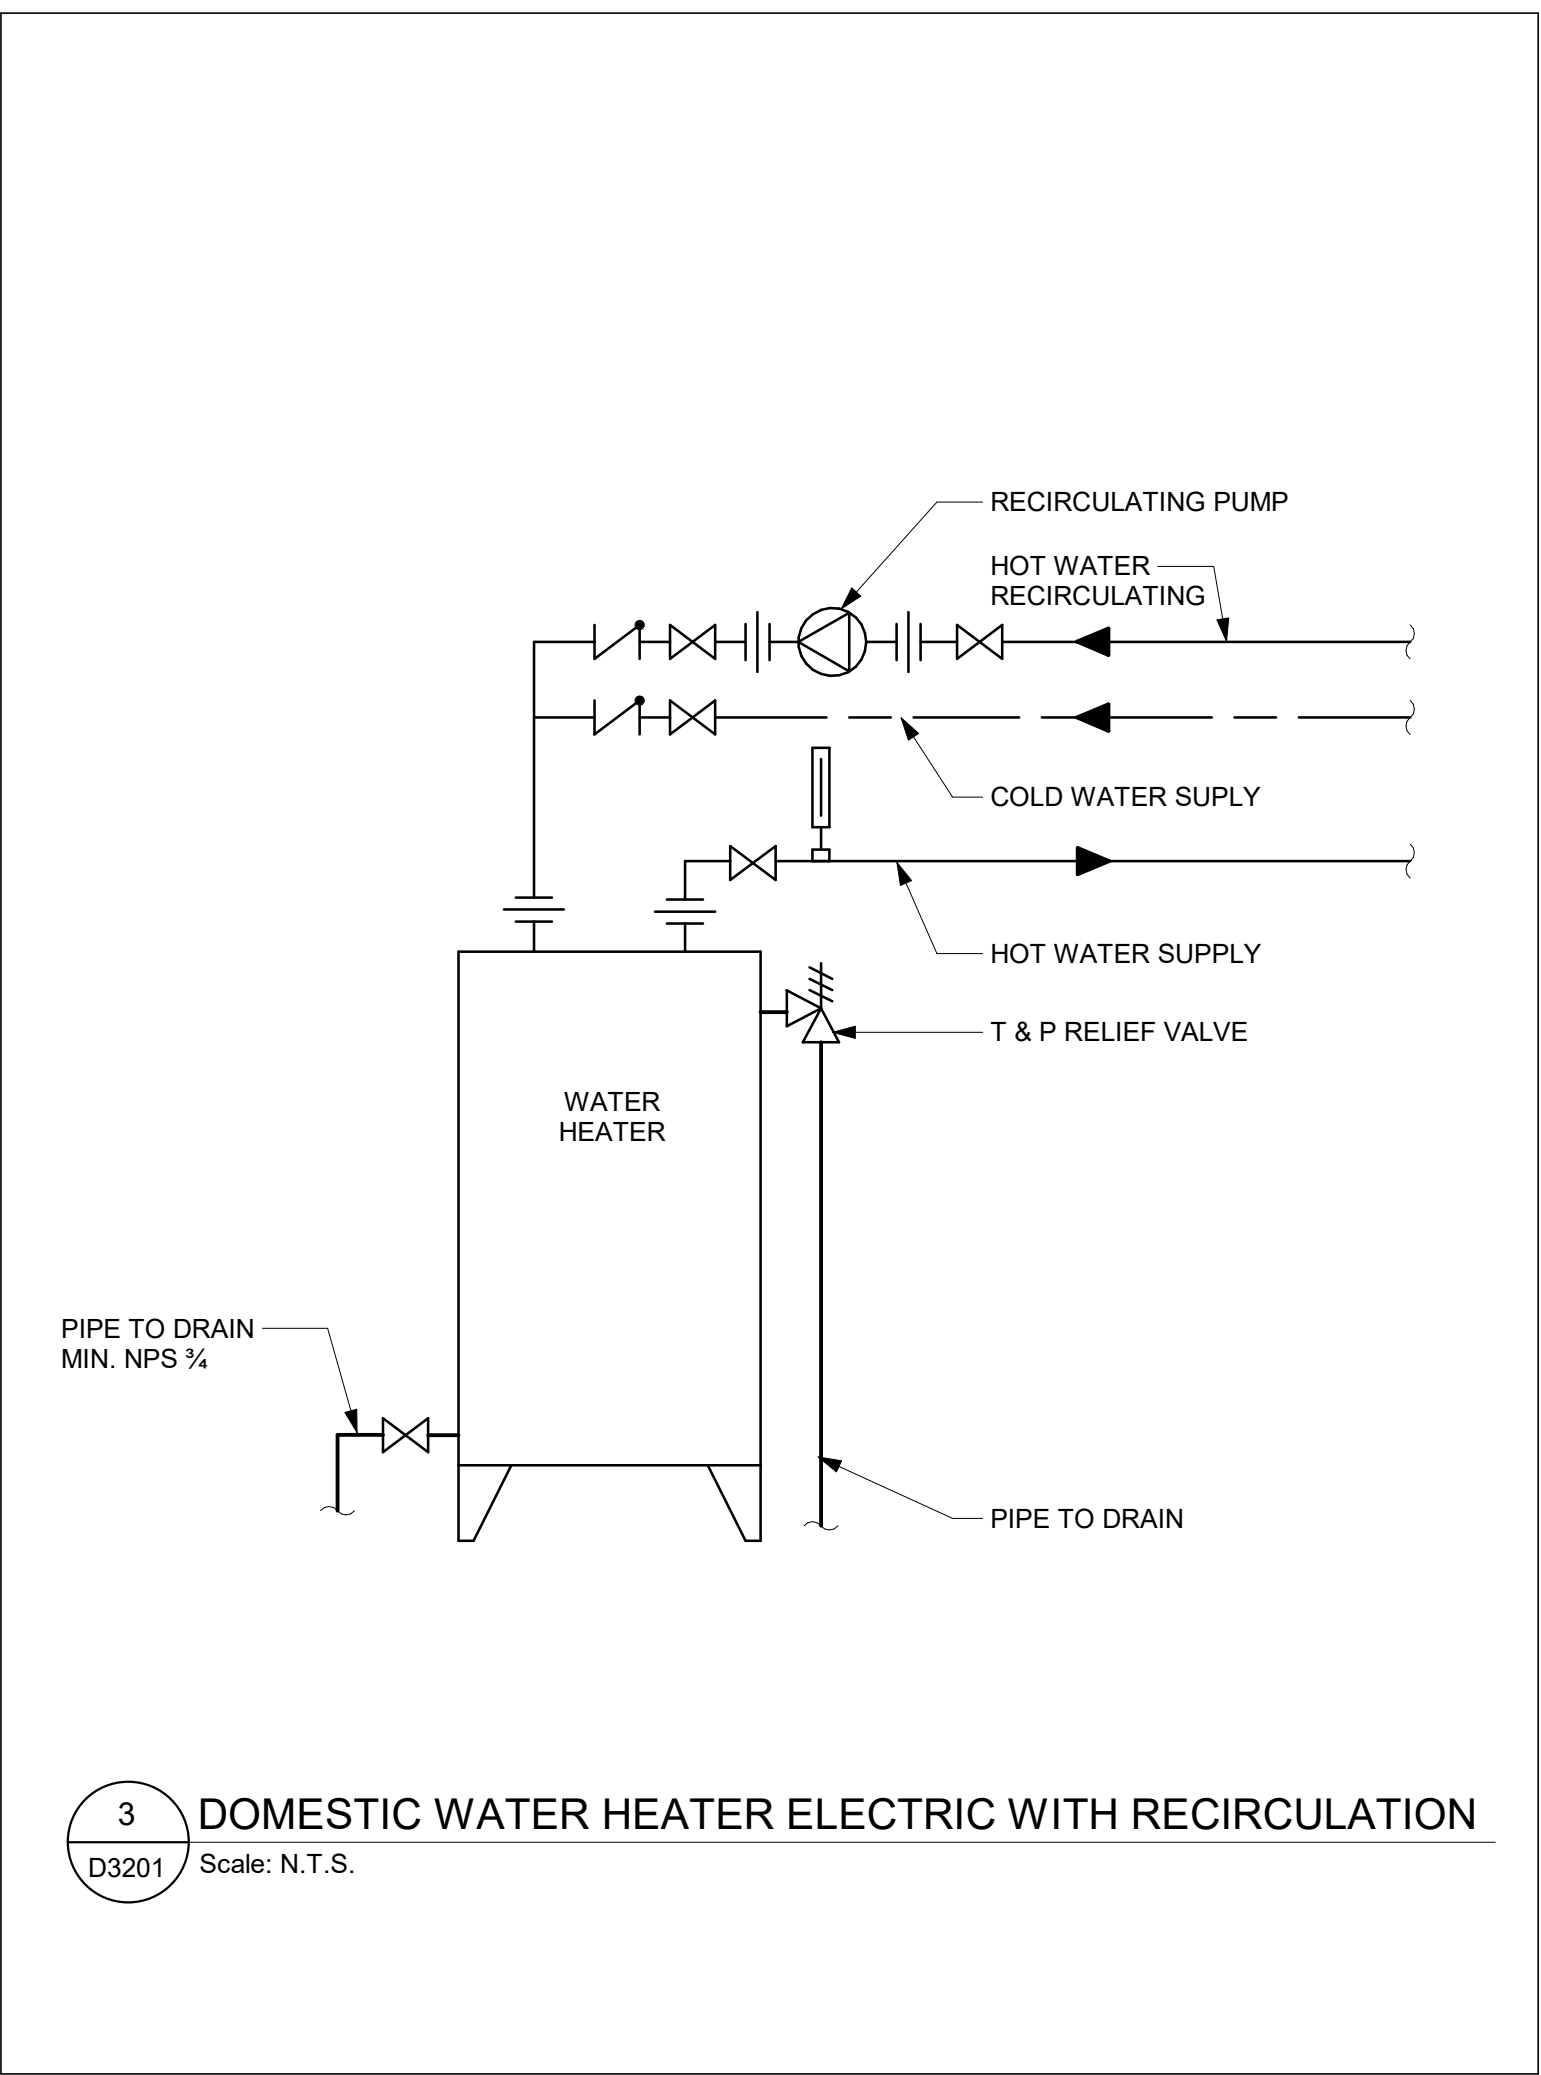 RECIRCULATING PUMP
HOT WATER
RECIRCULATING
COLD WATER SUPLY
HOT WATER SUPPLY
T & P RELIEF VALVE
WATER
HEATER
PIPE TO DRAIN
MIN. NPS ¾
PIPE TO DRAIN
3
DOMESTIC WATER HEATER ELECTRIC WITH RECIRCULATION
D3201
Scale: N.T.S.